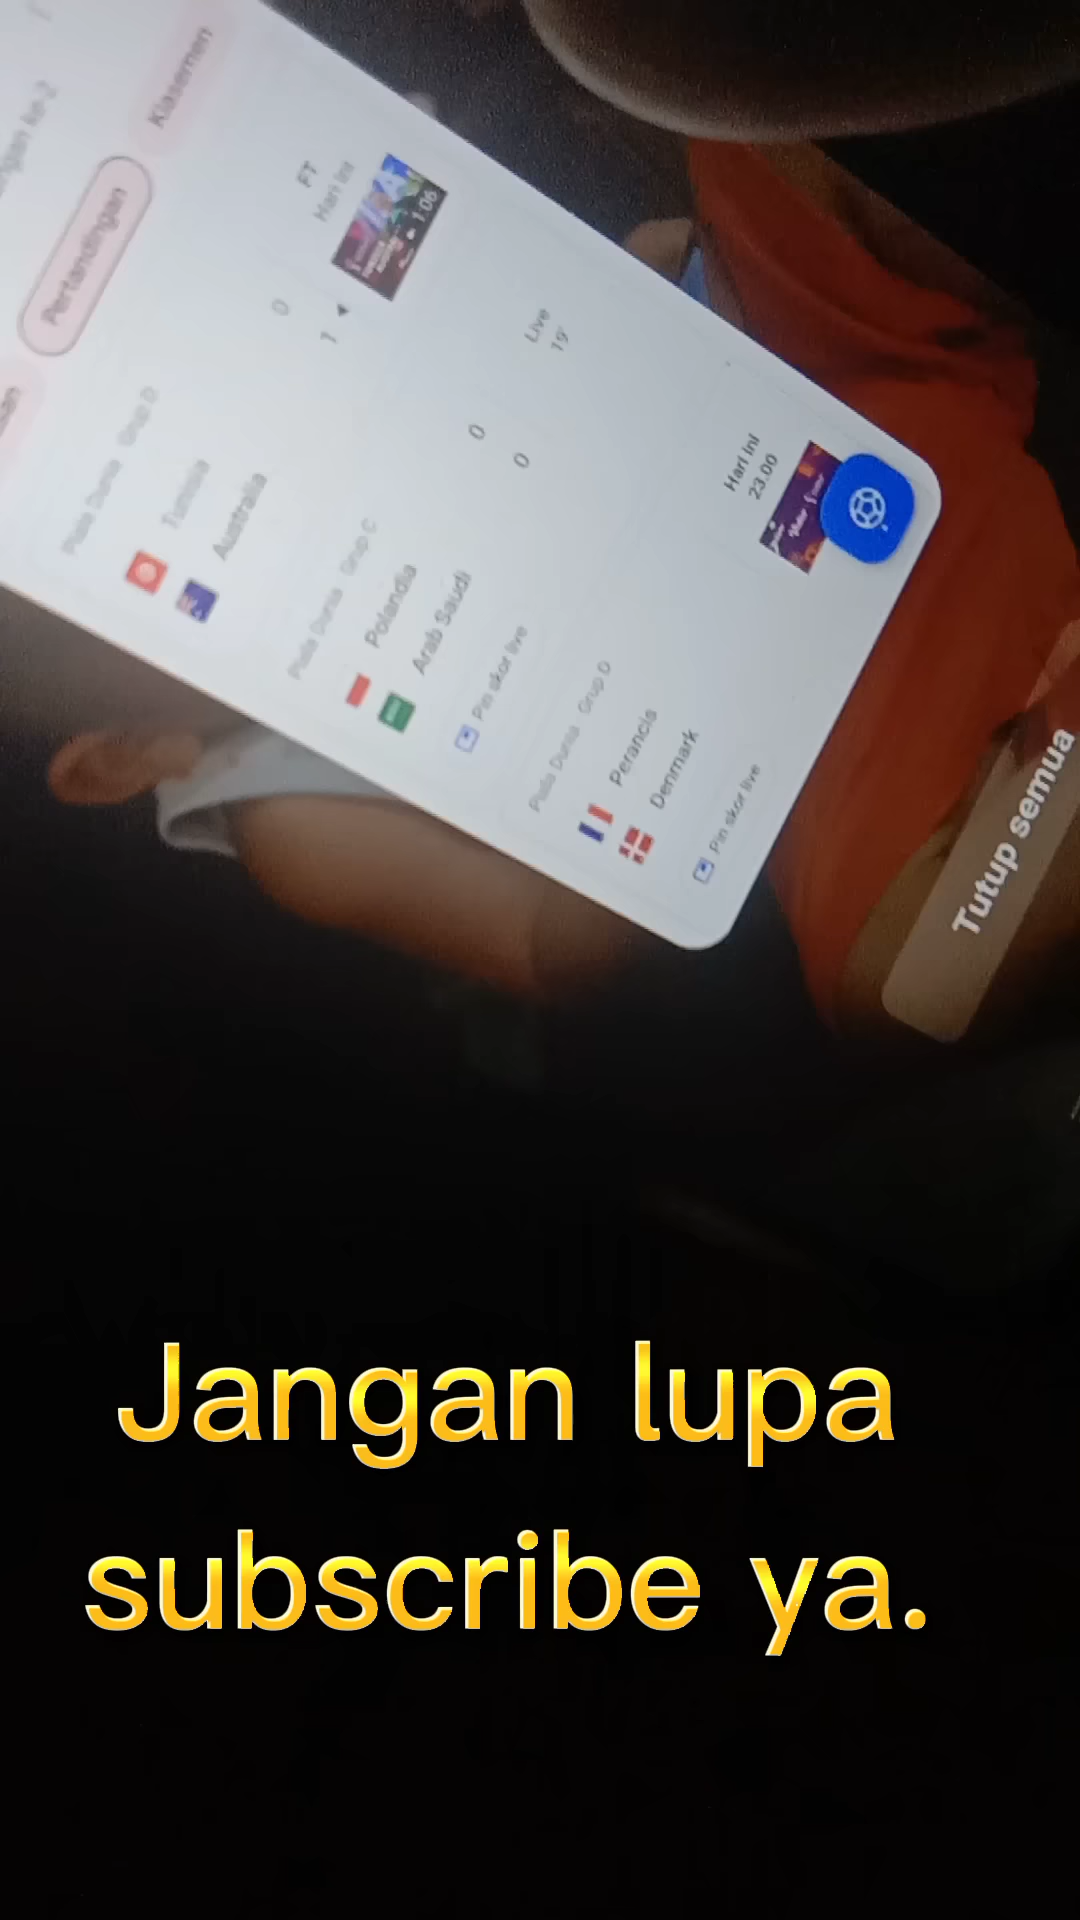 Pertandingan
Klasemen
Piala Dunia Grup D
Tunisia
0
FT
Australia
1
Hari Ini
1:06
Piala Dunia Grup C
Polandia
0
Live
Arab Saudi
0
19'
Pin skor live
Piala Dunia Grup D
Perancis
Hari Ini
Denmark
23.00
Pin skor live
Tutup semua
Jangan lupa
subscribe ya.